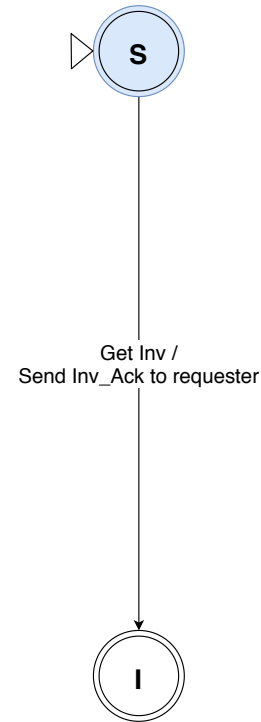 S
Get Inv /
Send Inv_Ack to requester
I